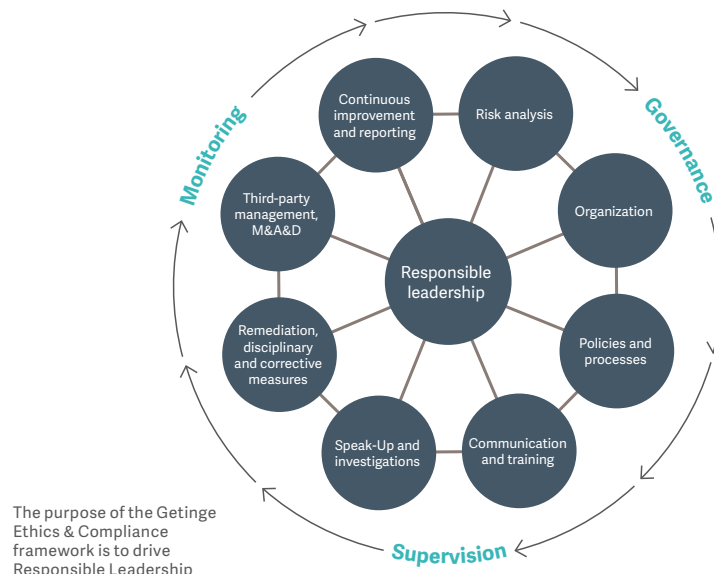 Continuous
improvement
and reporting
Risk analysis
Monitoring
Governance
Third-party
management,
M&A&D
Organization
Responsible
leadership
Remediation,
disciplinary
and corrective
measures
Policies and
processes
Speak-Up and
investigations
Communication
and training
Supervision
The purpose of the Getinge
Ethics & Compliance
framework is to drive
Responsible Leadership